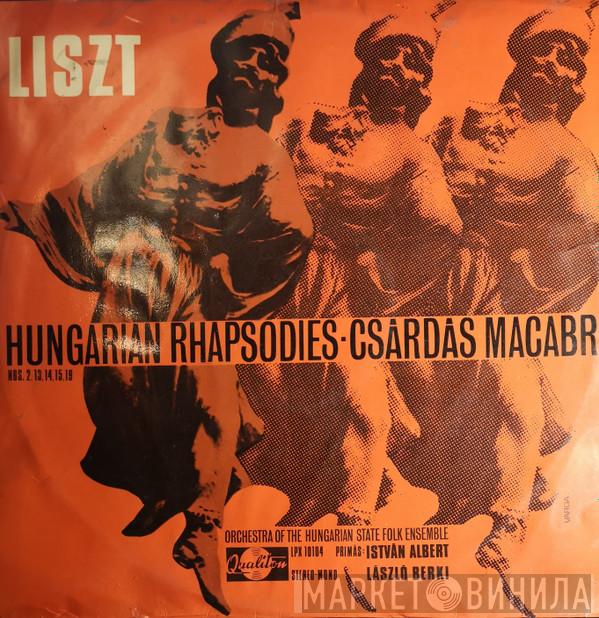 LISZT
HUNGARIAN RHAPSODIES·CSÁRDÁS MACABR
NOS. 2, 13, 14, 15, 19
VARGA
ORCHESTRA OF THE HUNGARIAN STATE FOLK ENSEMBLE
Qualiton
LPX 10104 PRIMÁS: ISTVÁN ALBERT
STEREO-MONO LÁSZLÓ BERKI
МАРКЕТ ВИНИЛА